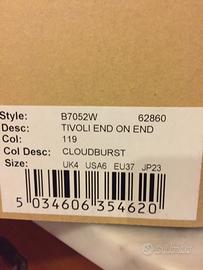 Style: B7052W 62860
Desc: TIVOLI END ON END
Col: 119
Col Desc: CLOUDBURST
Size: UK4 USA6 EU37 JP23
5 034606 354620
subito